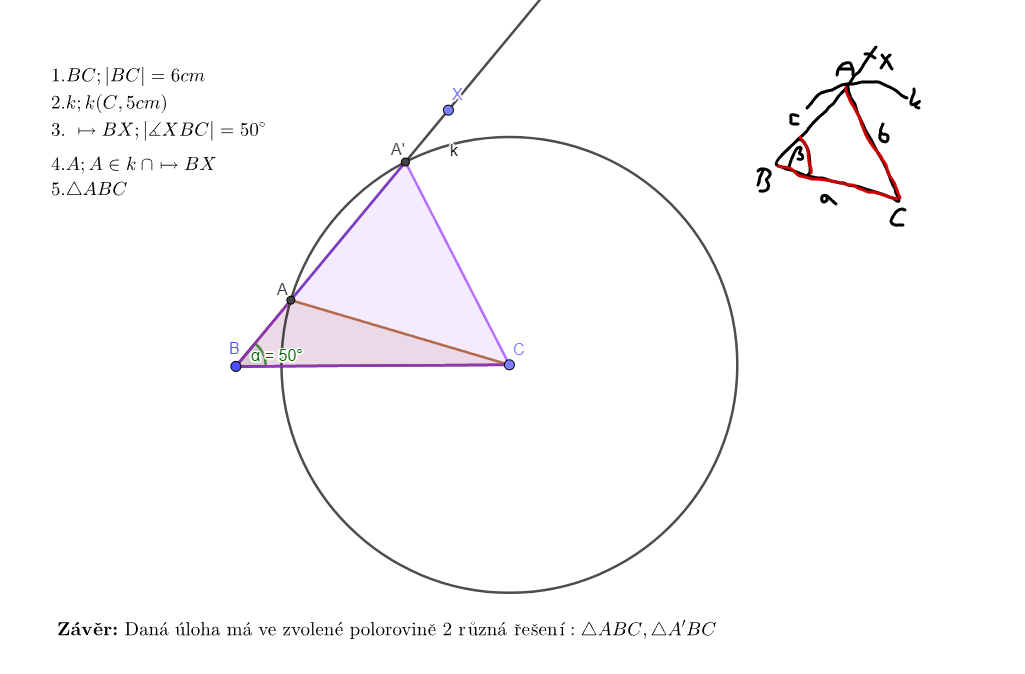 1.BC; |BC| = 6cm
2.k; k(C, 5cm)
3. ↦ BX; |∡XBC| = 50°
4.A; A ∈ k ∩ ↦ BX
5.△ABC
X
A
k
c
b
β
B
a
C
X
A'
k
A
B
α = 50°
C
Závěr: Daná úloha má ve zvolené polorovině 2 různá řešení : △ABC, △A'BC